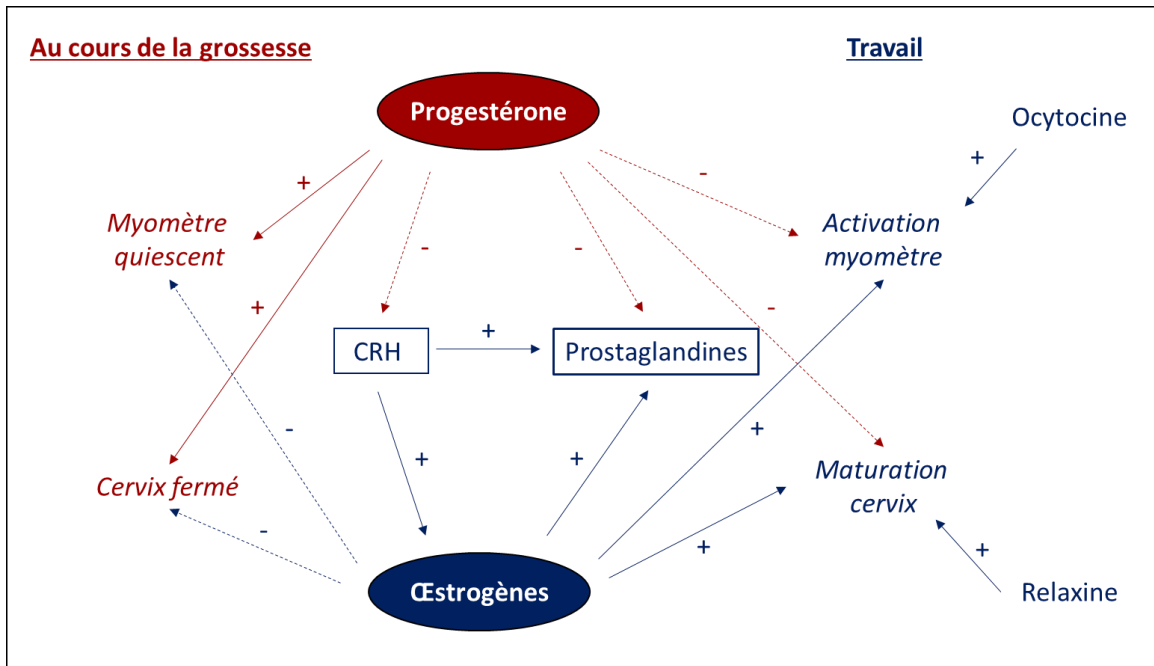 Au cours de la grossesse
Travail
Progestérone
Ocytocine
+
+
-
Myomètre
quiescent
Activation
myomètre
-
-
+
-
CRH
+
Prostaglandines
-
+
+
+
Cervix fermé
Maturation
cervix
-
+
+
Œstrogènes
Relaxine